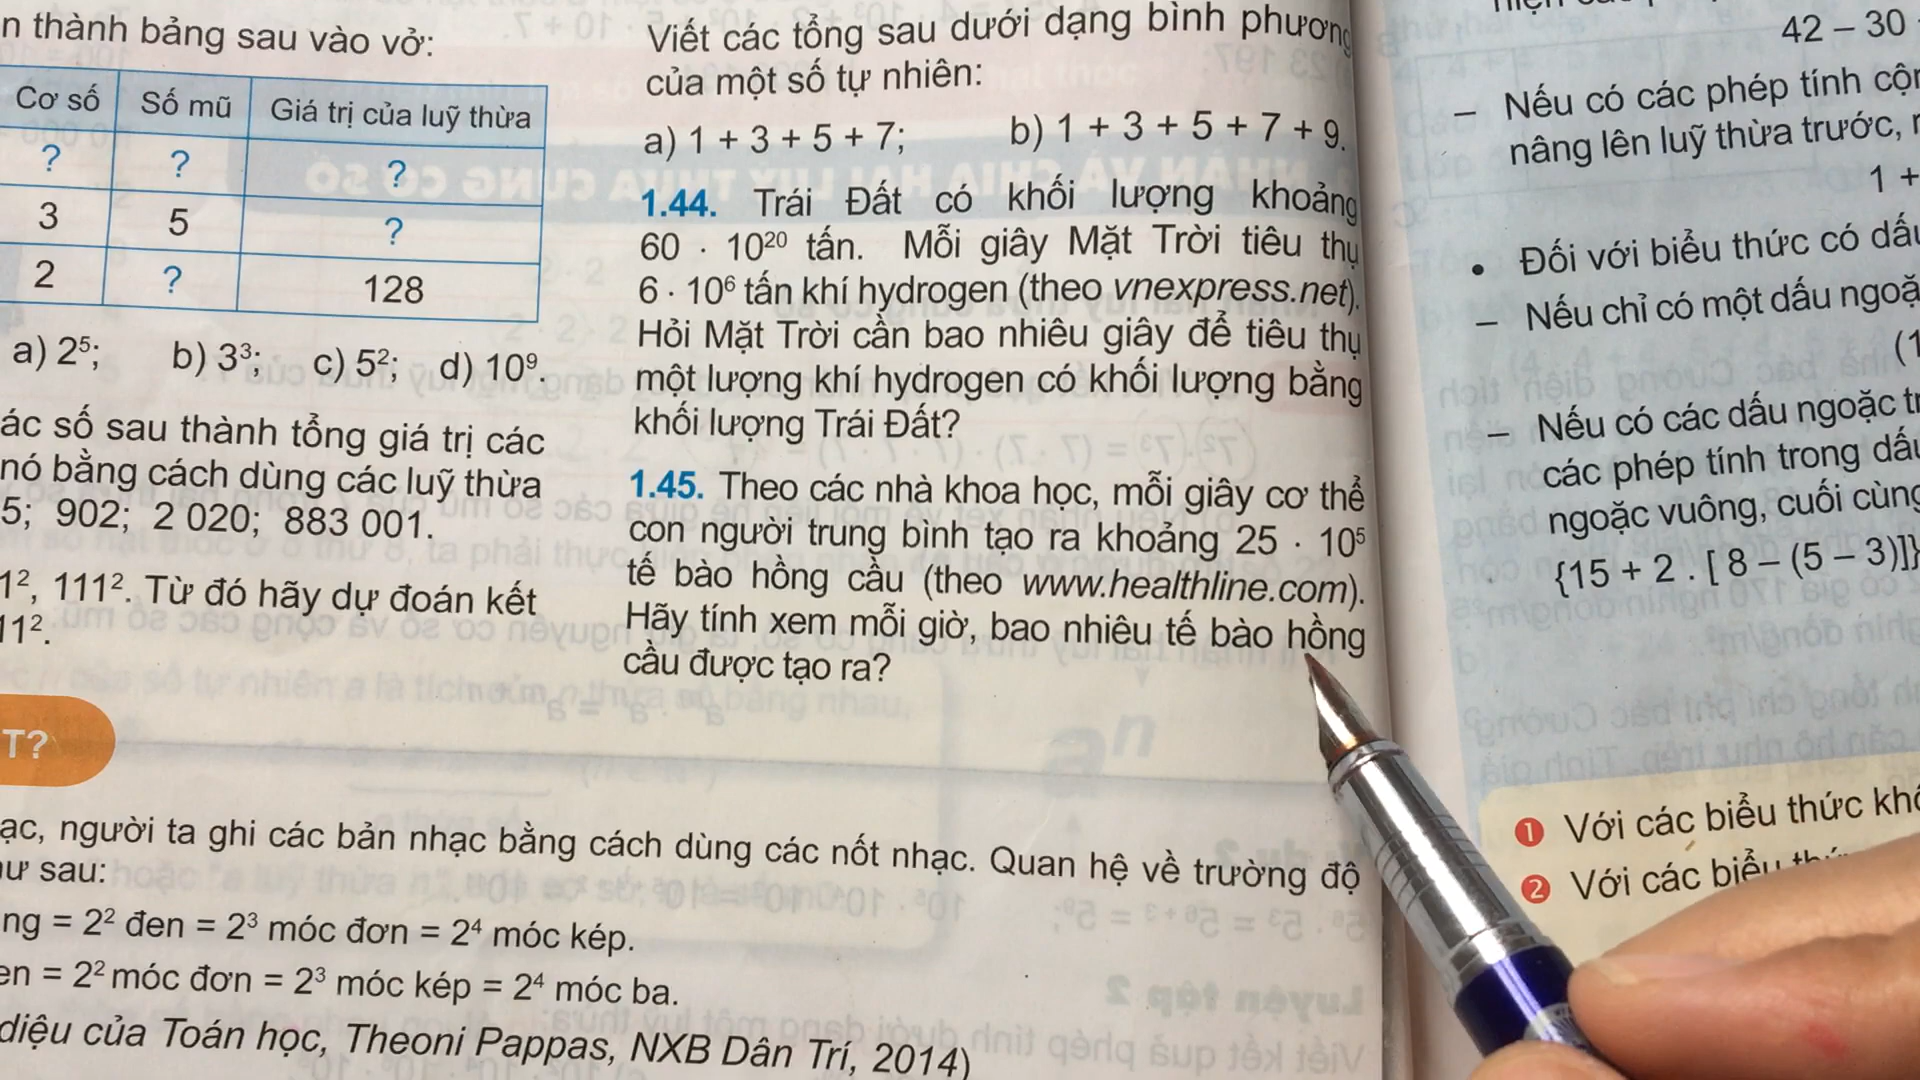 n thành bảng sau vào vở:
Cơ số Số mũ Giá trị của luỹ thừa
? ? ?
3 5 ?
2 ? 128
a) 2⁵; b) 3³; c) 5²; d) 10⁹.
ác số sau thành tổng giá trị các
nó bằng cách dùng các luỹ thừa
5; 902; 2 020; 883 001.
1², 111². Từ đó hãy dự đoán kết
11².
Viết các tổng sau dưới dạng bình phương
của một số tự nhiên:
a) 1 + 3 + 5 + 7; b) 1 + 3 + 5 + 7 + 9.
1.44. Trái Đất có khối lượng khoảng
60 · 10²⁰ tấn. Mỗi giây Mặt Trời tiêu thụ
6 · 10⁶ tấn khí hydrogen (theo vnexpress.net).
Hỏi Mặt Trời cần bao nhiêu giây để tiêu thụ
một lượng khí hydrogen có khối lượng bằng
khối lượng Trái Đất?
1.45. Theo các nhà khoa học, mỗi giây cơ thể
con người trung bình tạo ra khoảng 25 · 10⁵
tế bào hồng cầu (theo www.healthline.com).
Hãy tính xem mỗi giờ, bao nhiêu tế bào hồng
cầu được tạo ra?
T?
ạc, người ta ghi các bản nhạc bằng cách dùng các nốt nhạc. Quan hệ về trường độ
ư sau:
ng = 2² đen = 2³ móc đơn = 2⁴ móc kép.
en = 2² móc đơn = 2³ móc kép = 2⁴ móc ba.
diệu của Toán học, Theoni Pappas, NXB Dân Trí, 2014)
42 – 30
– Nếu có các phép tính cộn
nâng lên luỹ thừa trước, r
1 +
• Đối với biểu thức có dấu
– Nếu chỉ có một dấu ngoặ
(1
– Nếu có các dấu ngoặc tr
các phép tính trong dấu
ngoặc vuông, cuối cùng
{15 + 2 . [ 8 – (5 – 3)]}
1 Với các biểu thức khô
2 Với các biểu